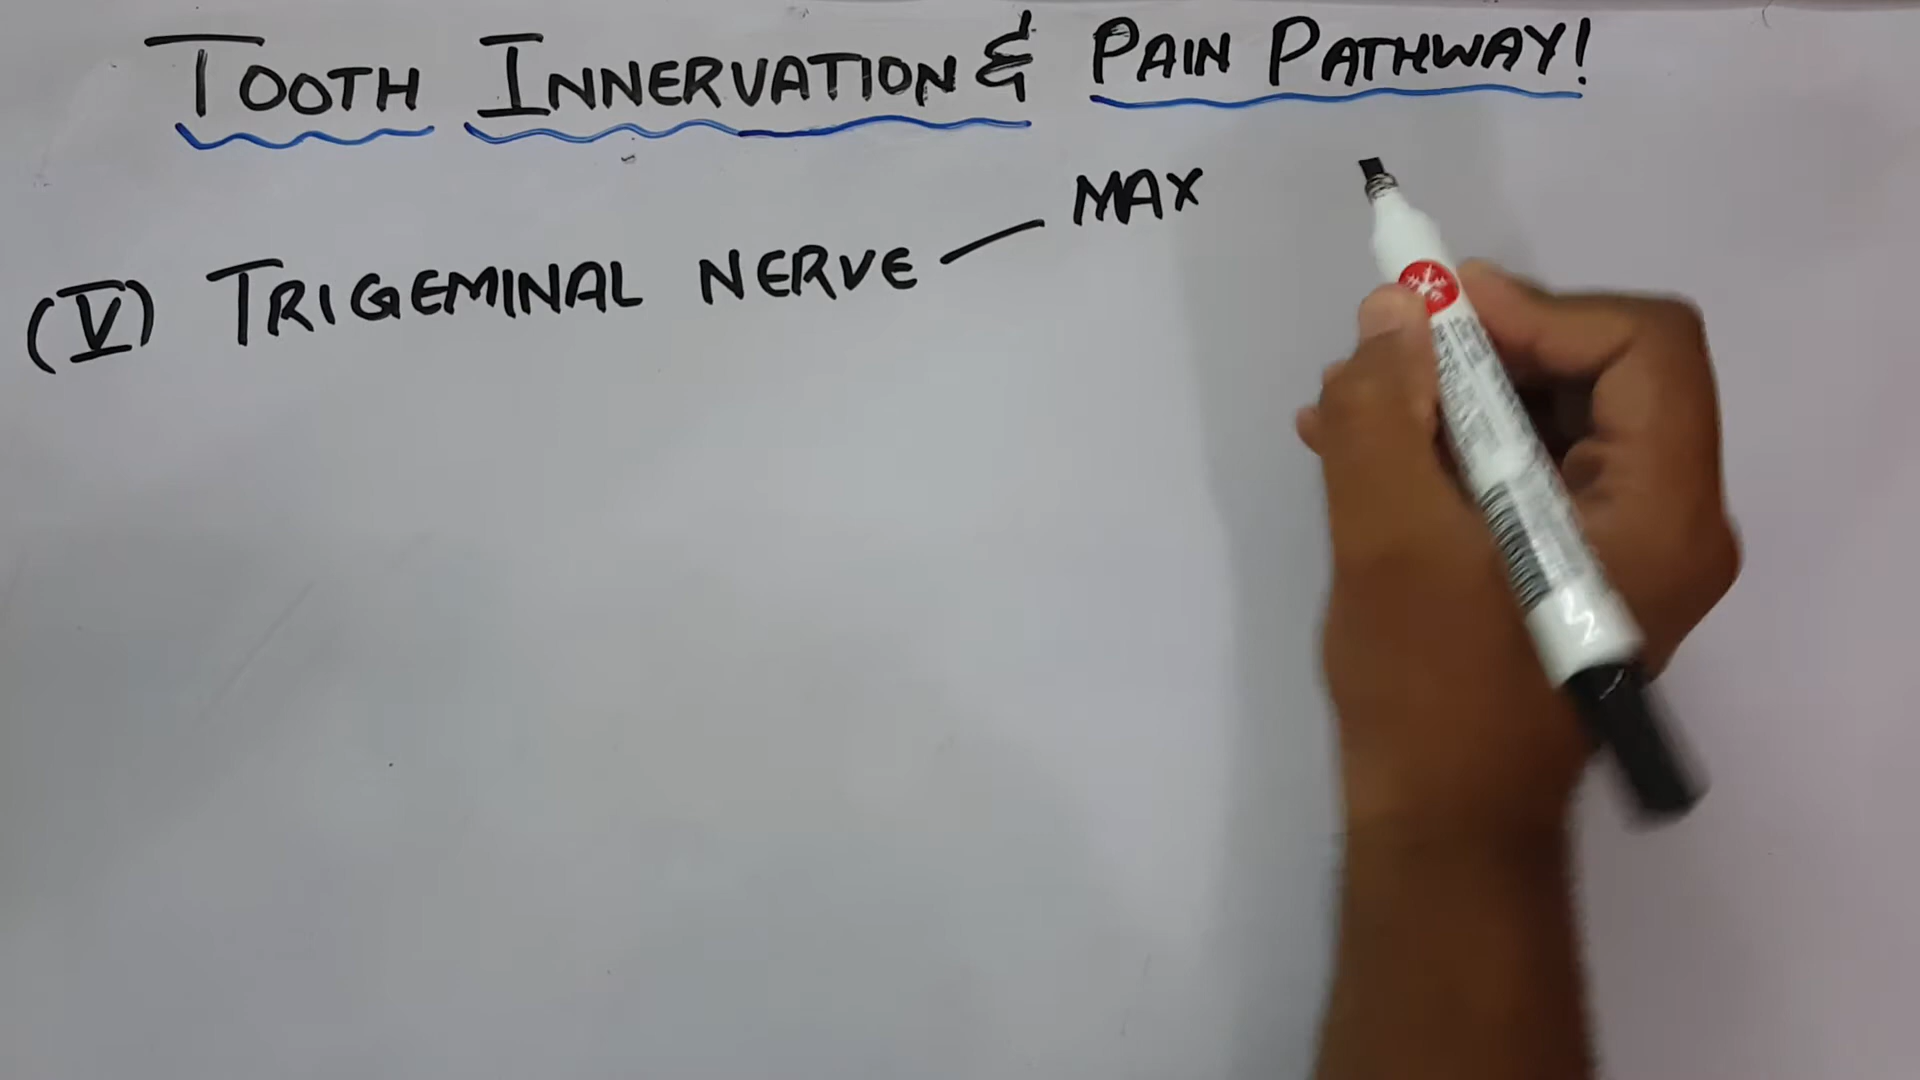 TOOTH INNERVATION & PAIN PATHWAY!
MAX
(V) TRIGEMINAL NERVE